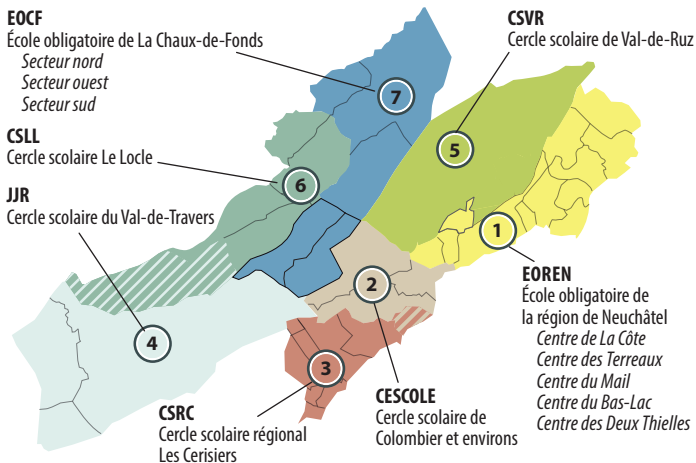 EOCF
École obligatoire de La Chaux-de-Fonds
Secteur nord
Secteur ouest
Secteur sud
CSVR
Cercle scolaire de Val-de-Ruz
CSLL
Cercle scolaire Le Locle
JJR
Cercle scolaire du Val-de-Travers
7
5
6
1
2
4
3
EOREN
École obligatoire de
la région de Neuchâtel
Centre de La Côte
Centre des Terreaux
Centre du Mail
Centre du Bas-Lac
Centre des Deux Thielles
CESCOLE
Cercle scolaire de
Colombier et environs
CSRC
Cercle scolaire régional
Les Cerisiers